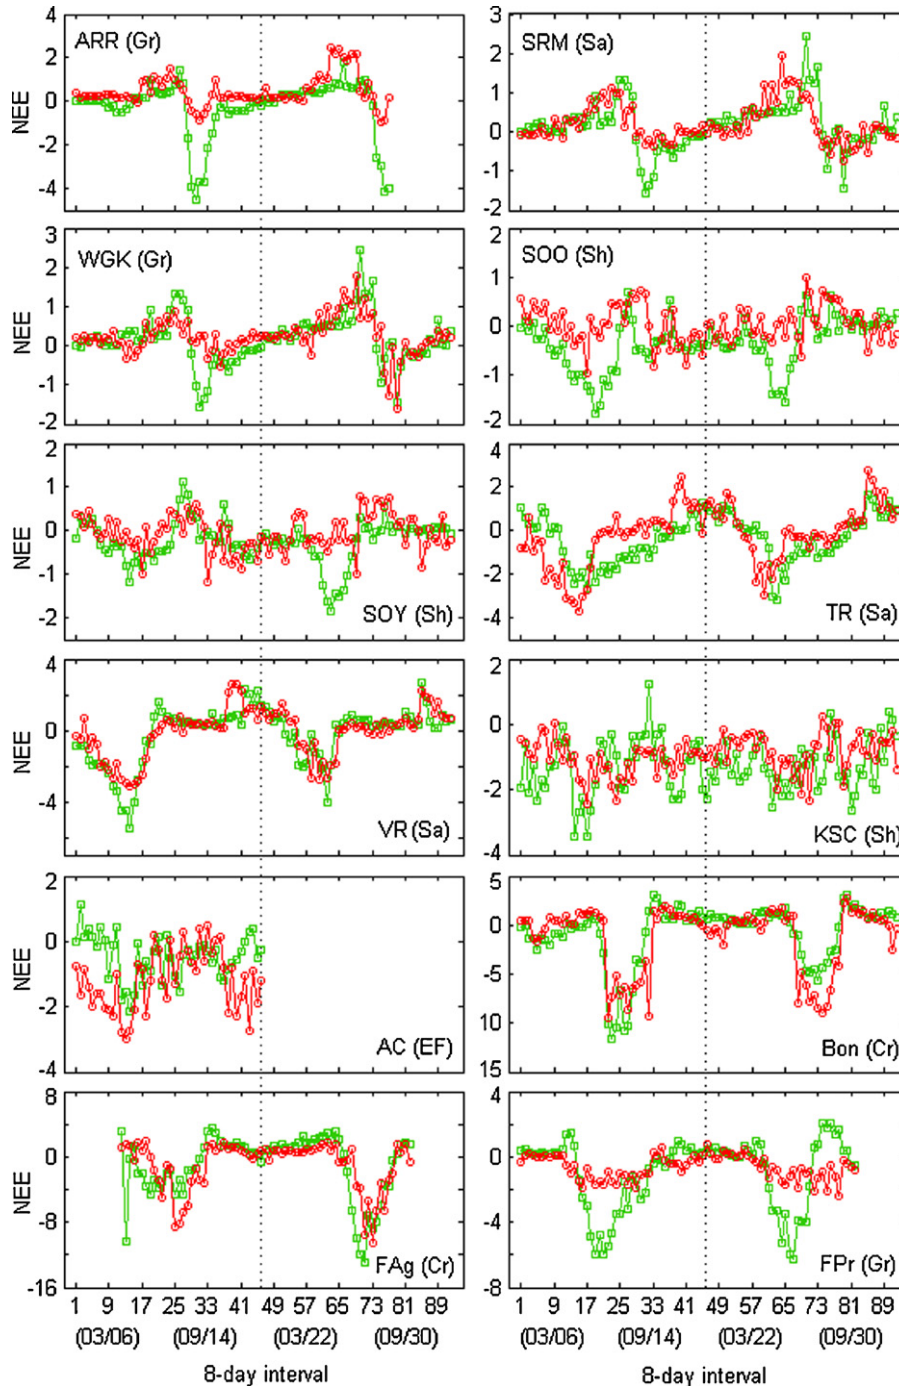 4 ARR (Gr) 3 SRM (Sa)
2 2
0 1
-2 0
-4 -1
-2
NEE
3 WGK (Gr) 2 SOO (Sh)
2 1
1 0
0 -1
-1 -2
-2
NEE
2 4
1 2
0 0
-1 -2
-2 SOY (Sh) -4 TR (Sa)
NEE
4 2
0 0
-4 -2
VR (Sa) -4 KSC (Sh)
NEE
2 5
0 0
-2 -5
-4 AC (EF) 10 Bon (Cr)
15
NEE
8 4
0 0
-8 -4
-16 FAg (Cr) -8 FPr (Gr)
NEE
1 9 17 25 33 41 49 57 65 73 81 89 1 9 17 25 33 41 49 57 65 73 81 89
(03/06) (09/14) (03/22) (09/30) (03/06) (09/14) (03/22) (09/30)
8-day interval 8-day interval